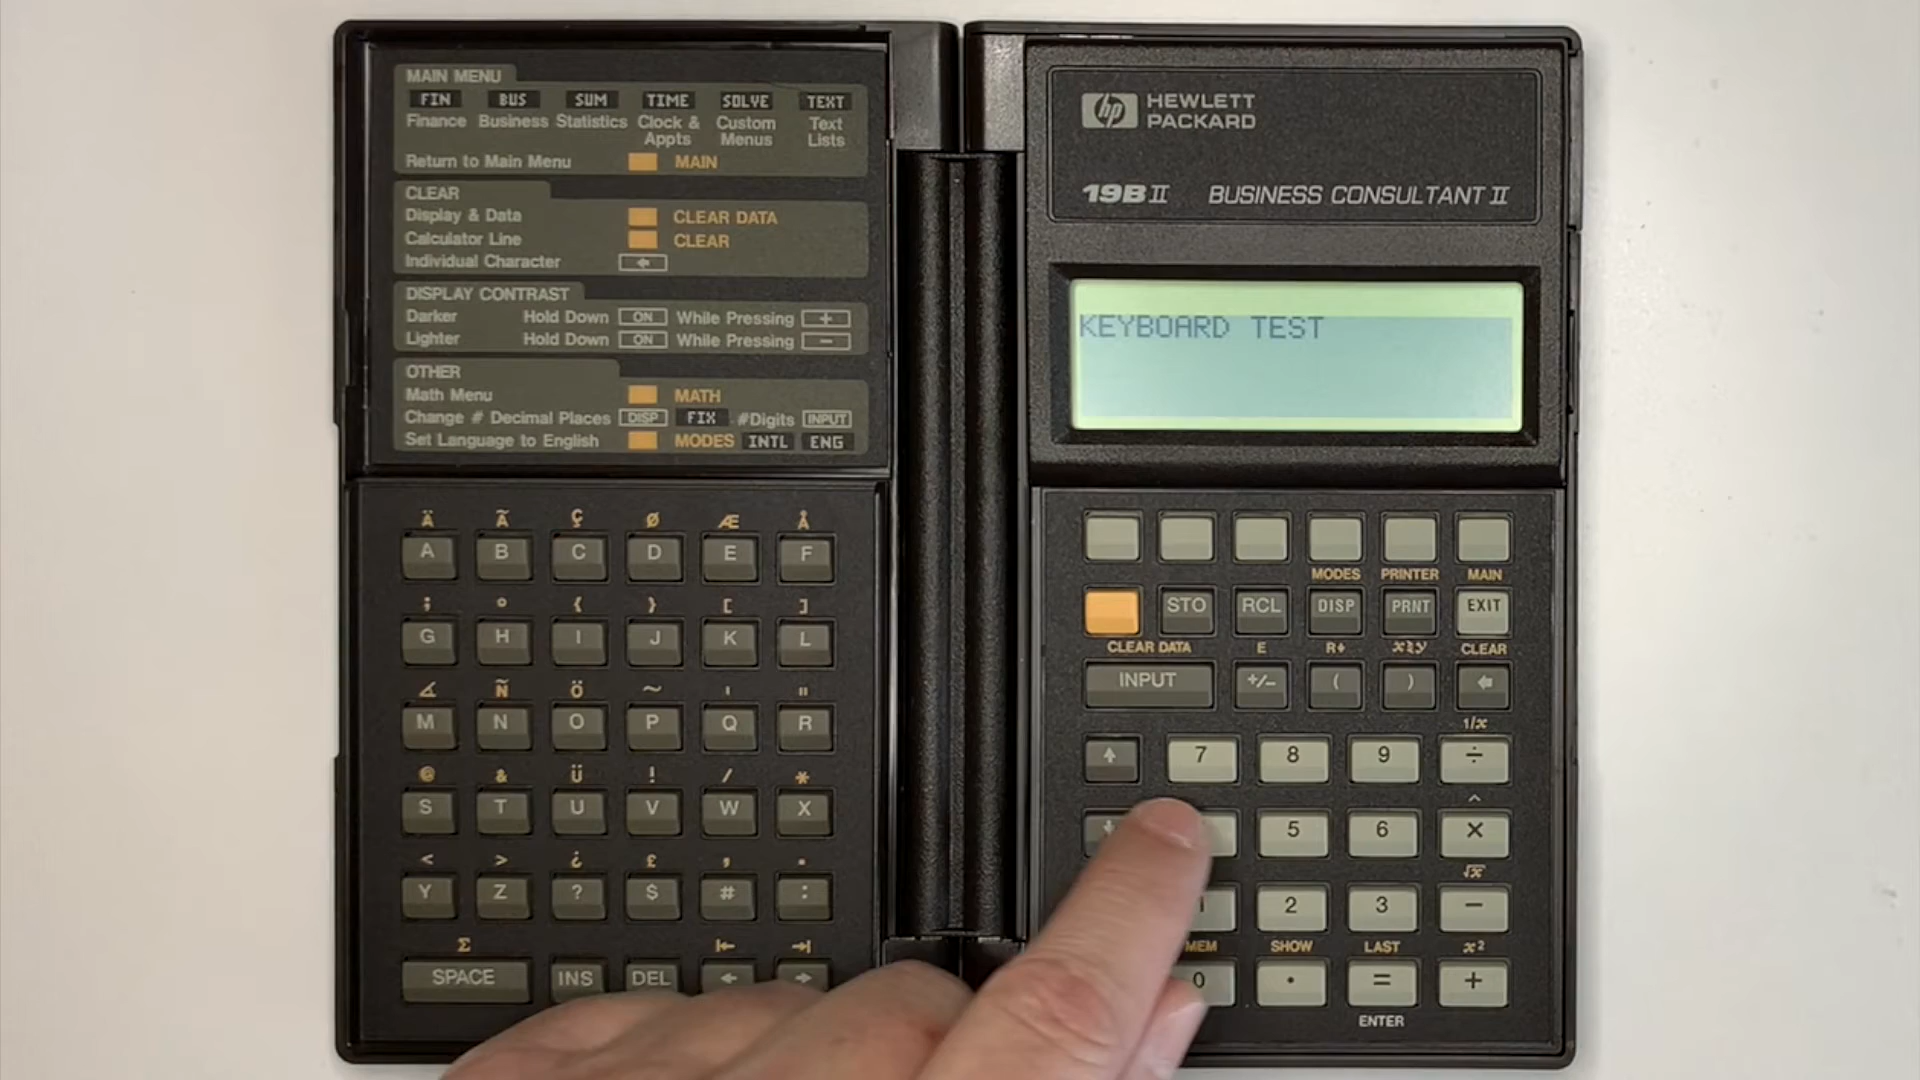 MAIN MENU
FIN BUS SUM TIME SOLVE TEXT
Finance Business Statistics Clock & Appts Custom Menus Text Lists
Return to Main Menu MAIN
CLEAR
Display & Data CLEAR DATA
Calculator Line CLEAR
Individual Character ←
DISPLAY CONTRAST
Darker Hold Down ON While Pressing +
Lighter Hold Down ON While Pressing −
OTHER
Math Menu MATH
Change # Decimal Places DISP FIX #Digits INPUT
Set Language to English MODES INTL ENG
Ä Ã Ç Ø Æ Å
A B C D E F
; ° { } [ ]
G H I J K L
∡ Ñ Ö ~ ' "
M N O P Q R
@ & Ü ! / *
S T U V W X
< > ¿ £ , .
Y Z ? $ # :
Σ |← →|
SPACE INS DEL ← →
hp HEWLETT
PACKARD
19BII BUSINESS CONSULTANT II
KEYBOARD TEST
MODES PRINTER MAIN
STO RCL DISP PRNT EXIT
CLEAR DATA E R↓ x≷y CLEAR
INPUT +/− ( ) ←
1/x
↑ 7 8 9 ÷
^
5 6 ×
√x
1 2 3 −
MEM SHOW LAST x²
0 . = +
ENTER